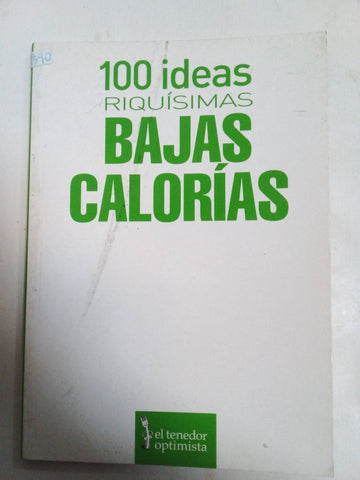 100 ideas
RIQUÍSIMAS
BAJAS
CALORÍAS
el tenedor
optimista